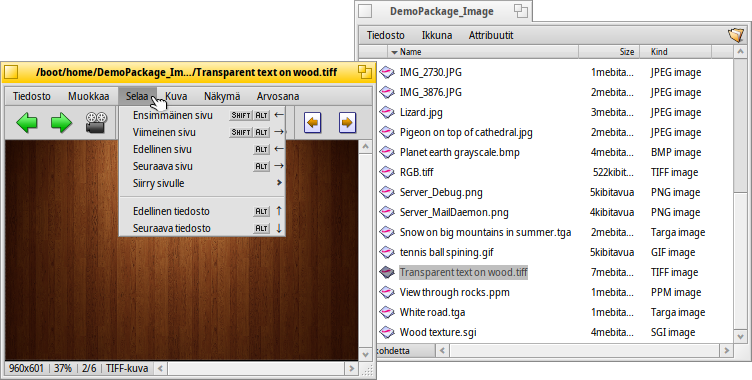 DemoPackage_Image
Tiedosto Ikkuna Attribuutit
Name Size Kind
IMG_2730.JPG 1mebita... JPEG image
IMG_3876.JPG 2mebita... JPEG image
Lizard.jpg 3mebita... JPEG image
Pigeon on top of cathedral.jpg 1mebita... JPEG image
Planet earth grayscale.bmp 4mebita... BMP image
RGB.tiff 522kibit... TIFF image
Server_Debug.png 5kibitavua PNG image
Server_MailDaemon.png 4kibitavua PNG image
Snow on big mountains in summer.tga 2mebita... Targa image
tennis ball spining.gif 5kibitavua GIF image
Transparent text on wood.tiff 7mebita... TIFF image
View through rocks.ppm 1mebita... PPM image
White road.tga 1mebita... Targa image
Wood texture.sgi 4mebita... SGI image
kohdetta
/boot/home/DemoPackage_Im.../Transparent text on wood.tiff
Tiedosto Muokkaa Selaa Kuva Näkymä Arvosana
Ensimmäinen sivu SHIFT ALT ←
Viimeinen sivu SHIFT ALT →
Edellinen sivu ALT ←
Seuraava sivu ALT →
Siirry sivulle
Edellinen tiedosto ALT ↑
Seuraava tiedosto ALT ↓
960x601 37% 2/6 TIFF-kuva